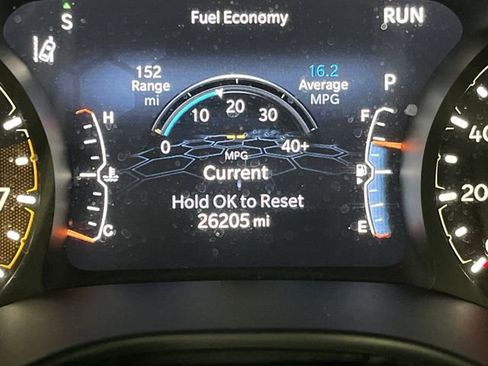 S
Fuel Economy
RUN
152
Range
mi
16.2
Average
MPG
P
H
F
0 10 20 30 40+
MPG
Current
C
E
Hold OK to Reset
26205 mi
7
40
20